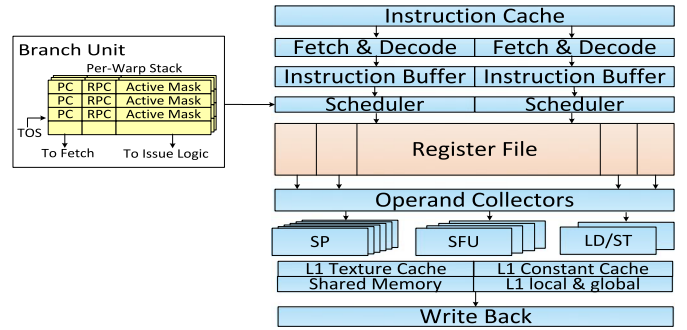 Instruction Cache
Fetch & Decode Fetch & Decode
Instruction Buffer Instruction Buffer
Scheduler Scheduler
Branch Unit
Per-Warp Stack
PC RPC Active Mask
PC RPC Active Mask
PC RPC Active Mask
TOS
To Fetch To Issue Logic
Register File
Operand Collectors
SP SFU LD/ST
L1 Texture Cache L1 Constant Cache
Shared Memory L1 local & global
Write Back